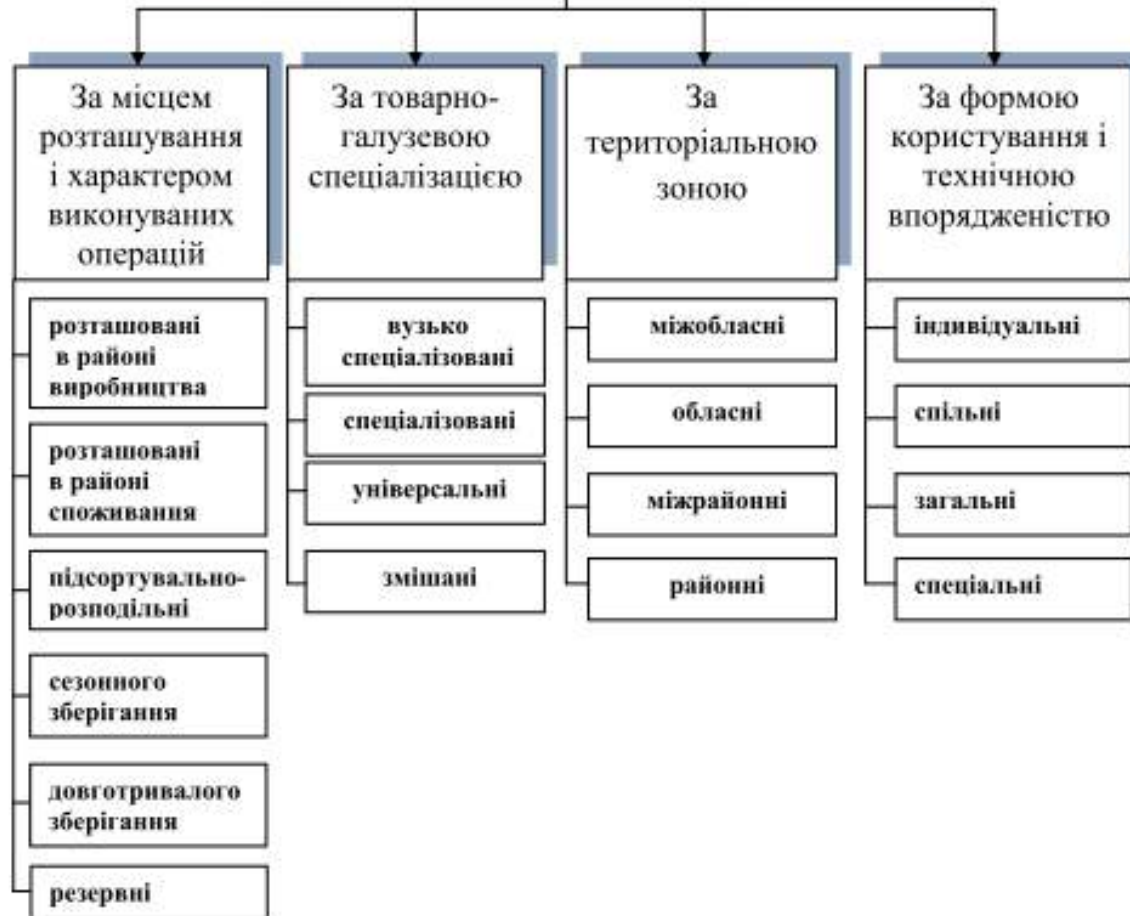 За місцем
розташування
і характером
виконуваних
операцій
розташовані
в районі
виробництва
розташовані
в районі
споживання
підсортувально-
розподільні
сезонного
зберігання
довготривалого
зберігання
резервні
За товарно-
галузевою
спеціалізацією
вузько
спеціалізовані
спеціалізовані
універсальні
змішані
За
територіальною
зоною
міжобласні
обласні
міжрайонні
районні
За формою
користування і
технічною
впорядженістю
індивідуальні
спільні
загальні
спеціальні